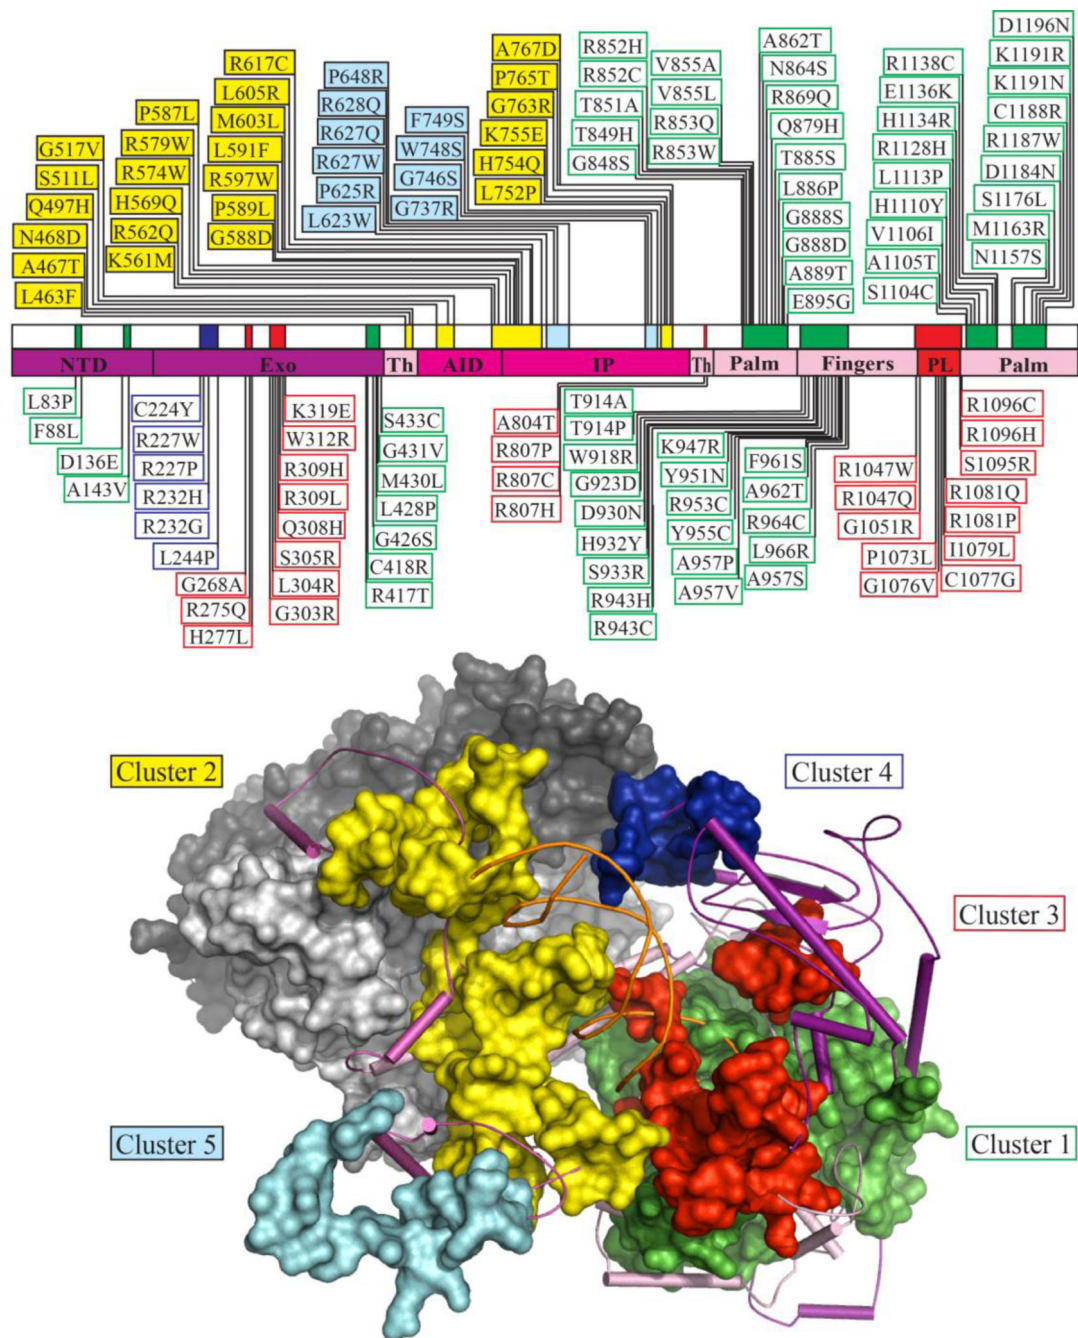 G517V
S511L
Q497H
N468D
A467T
L463F
P587L
R579W
R574W
H569Q
R562Q
K561M
R617C
L605R
M603L
L591F
R597W
P589L
G588D
P648R
R628Q
R627Q
R627W
P625R
L623W
F749S
W748S
G746S
G737R
A767D
P765T
G763R
K755E
H754Q
L752P
R852H
R852C
T851A
T849H
G848S
V855A
V855L
R853Q
R853W
A862T
N864S
R869Q
Q879H
T885S
L886P
G888S
G888D
A889T
E895G
R1138C
E1136K
H1134R
R1128H
L1113P
H1110Y
V1106I
A1105T
S1104C
D1196N
K1191R
K1191N
C1188R
R1187W
D1184N
S1176L
M1163R
N1157S
NTD Exo Th AID IP Th Palm Fingers PL Palm
L83P
F88L
D136E
A143V
C224Y
R227W
R227P
R232H
R232G
L244P
G268A
R275Q
H277L
K319E
W312R
R309H
R309L
Q308H
S305R
L304R
G303R
S433C
G431V
M430L
L428P
G426S
C418R
R417T
A804T
R807P
R807C
R807H
T914A
T914P
W918R
G923D
D930N
H932Y
S933R
R943H
R943C
K947R
Y951N
R953C
Y955C
A957P
A957V
F961S
A962T
R964C
L966R
A957S
R1047W
R1047Q
G1051R
P1073L
G1076V
R1096C
R1096H
S1095R
R1081Q
R1081P
I1079L
C1077G
Cluster 2
Cluster 4
Cluster 3
Cluster 5
Cluster 1